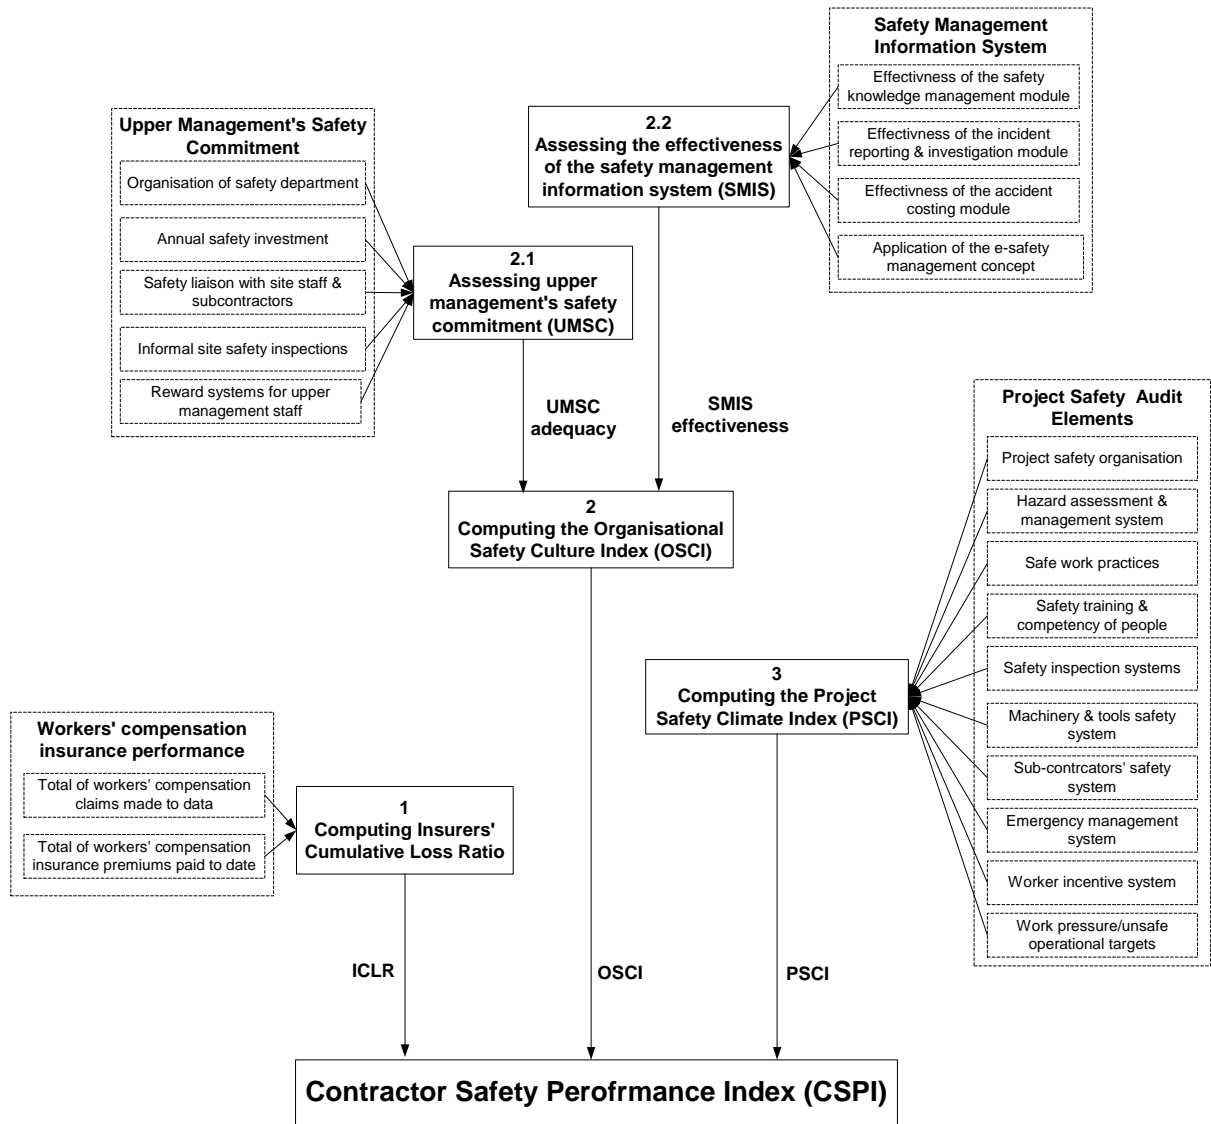 Safety Management
Information System
Effectivness of the safety
knowledge management module
Effectivness of the incident
reporting & investigation module
Effectivness of the accident
costing module
Application of the e-safety
management concept
2.2
Assessing the effectiveness
of the safety management
information system (SMIS)
Upper Management's Safety
Commitment
Organisation of safety department
Annual safety investment
Safety liaison with site staff &
subcontractors
Informal site safety inspections
Reward systems for upper
management staff
2.1
Assessing upper
management's safety
commitment (UMSC)
UMSC
adequacy
SMIS
effectiveness
2
Computing the Organisational
Safety Culture Index (OSCI)
Project Safety Audit
Elements
Project safety organisation
Hazard assessment &
management system
Safe work practices
Safety training &
competency of people
Safety inspection systems
Machinery & tools safety
system
Sub-contrcators' safety
system
Emergency management
system
Worker incentive system
Work pressure/unsafe
operational targets
3
Computing the Project
Safety Climate Index (PSCI)
Workers' compensation
insurance performance
Total of workers' compensation
claims made to data
Total of workers' compensation
insurance premiums paid to date
1
Computing Insurers'
Cumulative Loss Ratio
ICLR
OSCI
PSCI
Contractor Safety Perofrmance Index (CSPI)